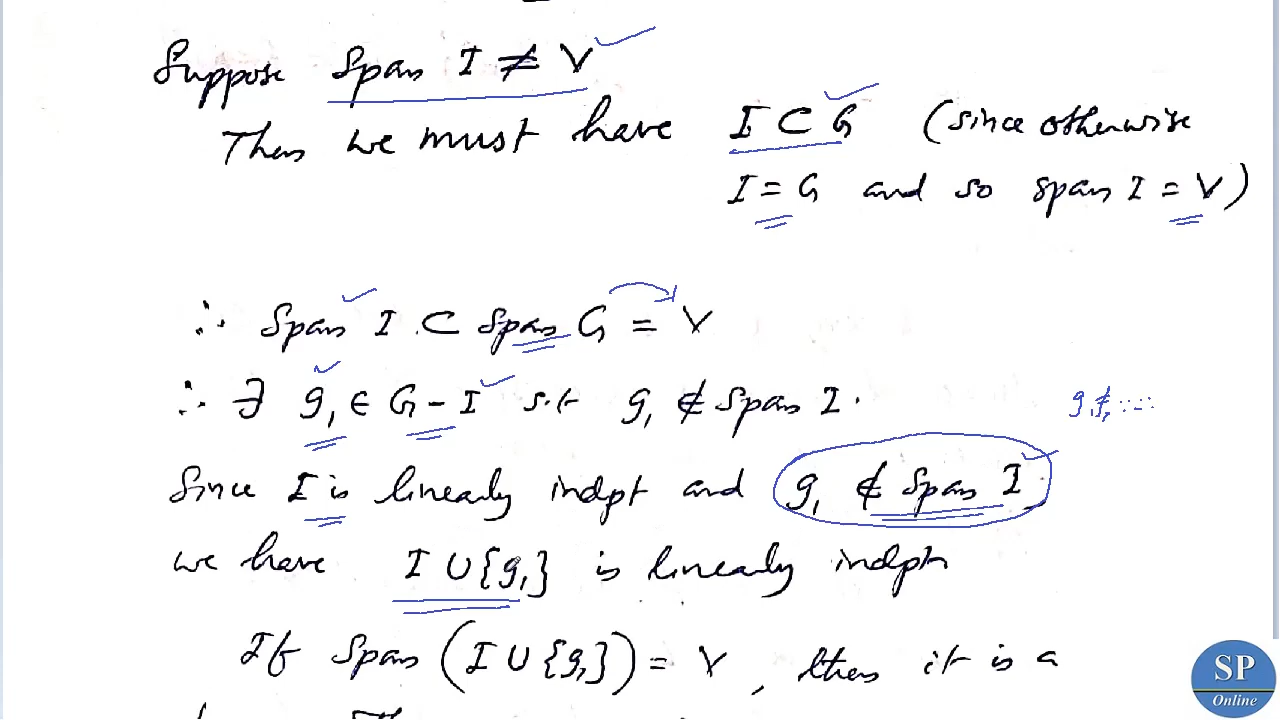 Suppose Span I ≠ V
Then we must have I ⊂ G (since otherwise
I = G and so span I = V)
∴ Span I ⊂ Span G = V
∴ ∃ g₁ ∈ G - I s.t g₁ ∉ Span I.
Since I is linearly indpt and g₁ ∉ Span I.
we have I ∪ {g₁} is linearly indpt
If Span (I ∪ {g₁}) = V, then it is a
SP
Online